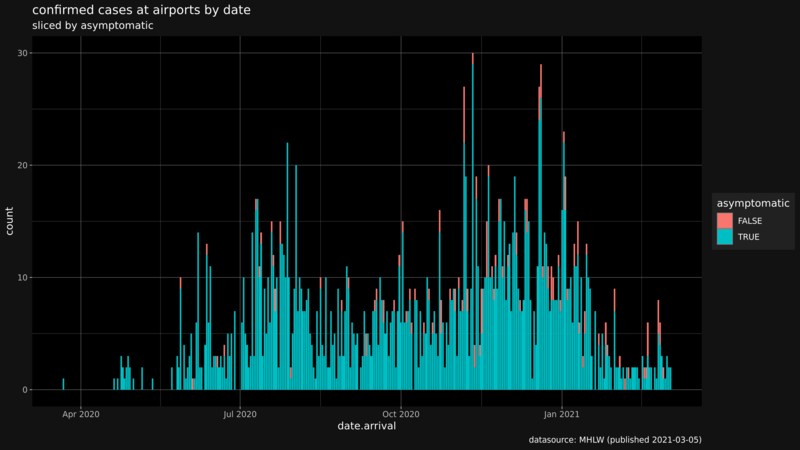 confirmed cases at airports by date
sliced by asymptomatic
30
20
10
0
count
Apr 2020
Jul 2020
Oct 2020
Jan 2021
date.arrival
asymptomatic
FALSE
TRUE
datasource: MHLW (published 2021-03-05)